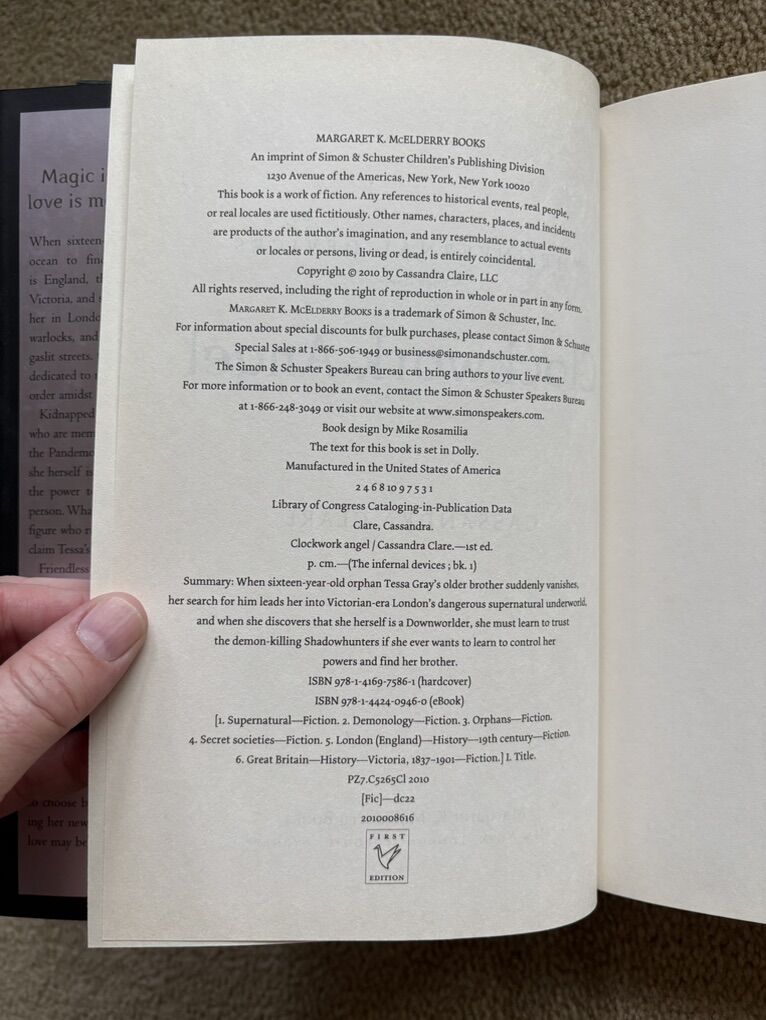 Magic
love is
When sixteen-
ocean to
is England,
Victoria, and
her in
warlocks, and
gaslit streets.
dedicated to
order amidst
Kidnapped
who are
the
she herself
the power
person.
figure who
claim Tessa's
Friendless
to choose
ing her new
love may be
MARGARET K. McELDERRY BOOKS
An imprint of Simon & Schuster Children's Publishing Division
1230 Avenue of the Americas, New York, New York 10020
This book is a work of fiction. Any references to historical events, real people,
or real locales are used fictitiously. Other names, characters, places, and incidents
are products of the author's imagination, and any resemblance to actual events
or locales or persons, living or dead, is entirely coincidental.
Copyright © 2010 by Cassandra Claire, LLC
All rights reserved, including the right of reproduction in whole or in part in any form.
MARGARET K. McELDERRY BOOKS is a trademark of Simon & Schuster, Inc.
For information about special discounts for bulk purchases, please contact Simon & Schuster
Special Sales at 1-866-506-1949 or business@simonandschuster.com.
The Simon & Schuster Speakers Bureau can bring authors to your live event.
For more information or to book an event, contact the Simon & Schuster Speakers Bureau
at 1-866-248-3049 or visit our website at www.simonspeakers.com.
Book design by Mike Rosamilia
The text for this book is set in Dolly.
Manufactured in the United States of America
2 4 6 8 10 9 7 5 3 1
Library of Congress Cataloging-in-Publication Data
Clare, Cassandra.
Clockwork angel / Cassandra Clare.—1st ed.
p. cm.—(The infernal devices ; bk. 1)
Summary: When sixteen-year-old orphan Tessa Gray's older brother suddenly vanishes,
her search for him leads her into Victorian-era London's dangerous supernatural underworld,
and when she discovers that she herself is a Downworlder, she must learn to trust
the demon-killing Shadowhunters if she ever wants to learn to control her
powers and find her brother.
ISBN 978-1-4169-7586-1 (hardcover)
ISBN 978-1-4424-0946-0 (eBook)
[1. Supernatural—Fiction. 2. Demonology—Fiction. 3. Orphans—Fiction.
4. Secret societies—Fiction. 5. London (England)—History—19th century—Fiction.
6. Great Britain—History—Victoria, 1837–1901—Fiction.] I. Title.
PZ7.C5265Cl 2010
[Fic]—dc22
2010008616
FIRST
EDITION